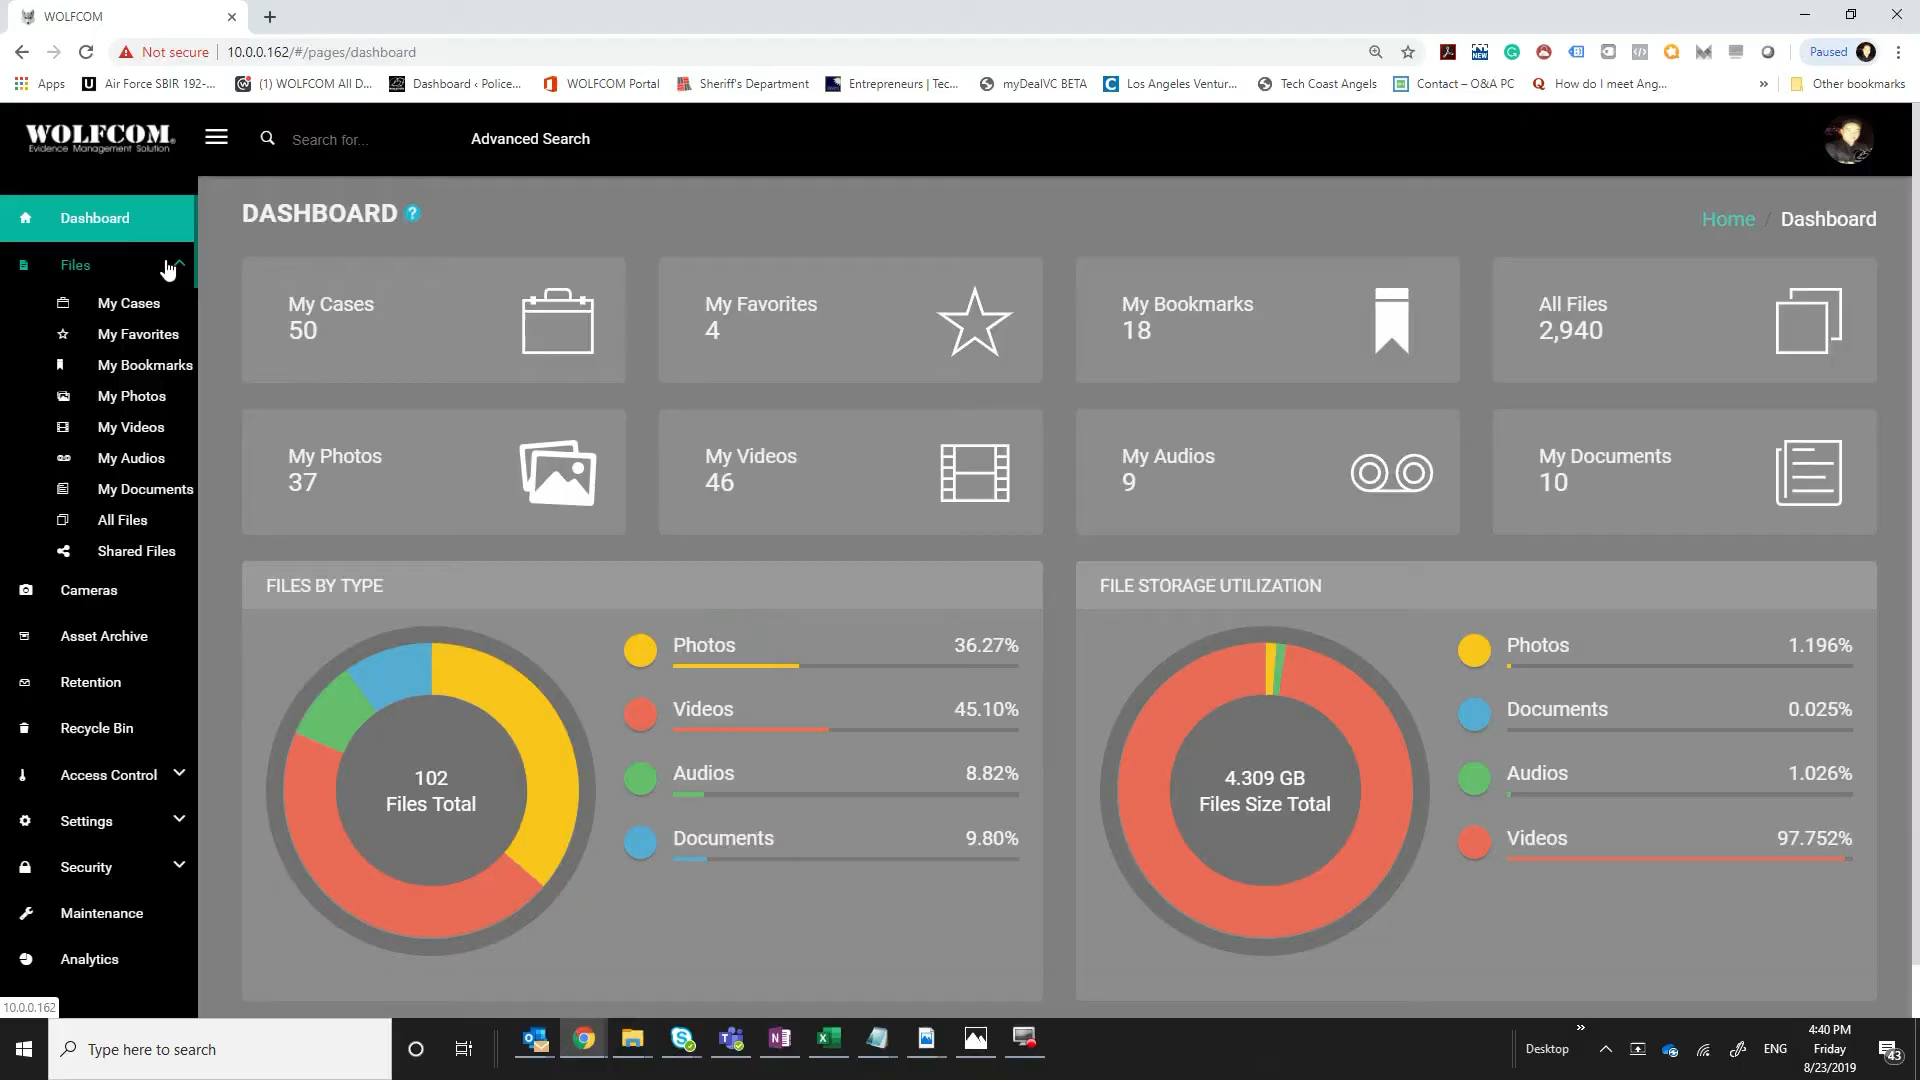 WOLFCOM
Not secure
10.0.0.162/#/pages/dashboard
Paused
Apps
Air Force SBIR 192-...
(1) WOLFCOM All D...
Dashboard ‹ Police...
WOLFCOM Portal
Sheriff's Department
Entrepreneurs | Tec...
myDealVC BETA
Los Angeles Ventur...
Tech Coast Angels
Contact – O&A PC
How do I meet Ang...
»
Other bookmarks
WOLFCOM®
Evidence Management Solution
Search for...
Advanced Search
Dashboard
Files
My Cases
My Favorites
My Bookmarks
My Photos
My Videos
My Audios
My Documents
All Files
Shared Files
Cameras
Asset Archive
Retention
Recycle Bin
Access Control
Settings
Security
Maintenance
Analytics
10.0.0.162
DASHBOARD ?
Home / Dashboard
My Cases
50
My Favorites
4
My Bookmarks
18
All Files
2,940
My Photos
37
My Videos
46
My Audios
9
My Documents
10
FILES BY TYPE
102
Files Total
Photos 36.27%
Videos 45.10%
Audios 8.82%
Documents 9.80%
FILE STORAGE UTILIZATION
4.309 GB
Files Size Total
Photos 1.196%
Documents 0.025%
Audios 1.026%
Videos 97.752%
Type here to search
Desktop
»
ENG
4:40 PM
Friday
8/23/2019
43